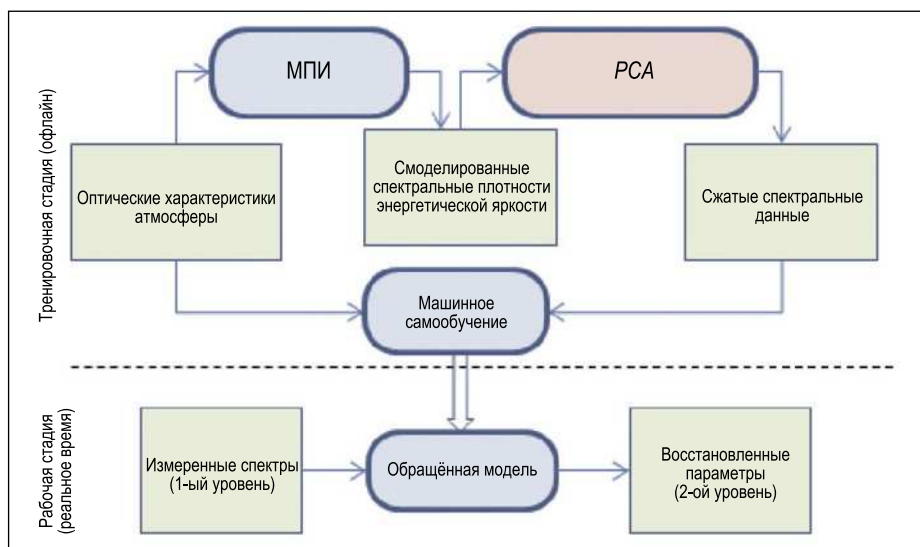 Тренировочная стадия (офлайн)
МПИ
PCA
Оптические характеристики
атмосферы
Смоделированные
спектральные плотности
энергетической яркости
Сжатые спектральные
данные
Машинное
самообучение
Рабочая стадия
(реальное время)
Измеренные спектры
(1-ый уровень)
Обращённая модель
Восстановленные
параметры
(2-ой уровень)